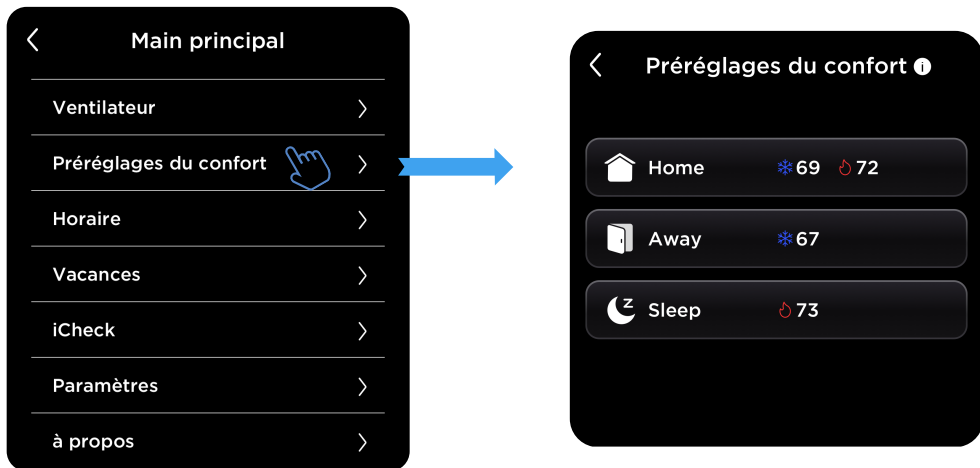 Main principal
Ventilateur
Préréglages du confort
Horaire
Vacances
iCheck
Paramètres
à propos
Préréglages du confort i
Home 69 72
Away 67
Sleep 73